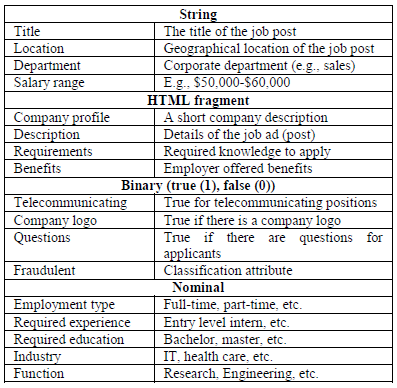 String
Title The title of the job post
Location Geographical location of the job post
Department Corporate department (e.g., sales)
Salary range E.g., $50,000-$60,000
HTML fragment
Company profile A short company description
Description Details of the job ad (post)
Requirements Required knowledge to apply
Benefits Employer offered benefits
Binary (true (1), false (0))
Telecommunicating True for telecommuting positions
Company logo True if there is a company logo
Questions True if there are questions for
applicants
Fraudulent Classification attribute
Nominal
Employment type Full-time, part-time, etc.
Required experience Entry level intern, etc.
Required education Bachelor, master, etc.
Industry IT, health care, etc.
Function Research, Engineering, etc.